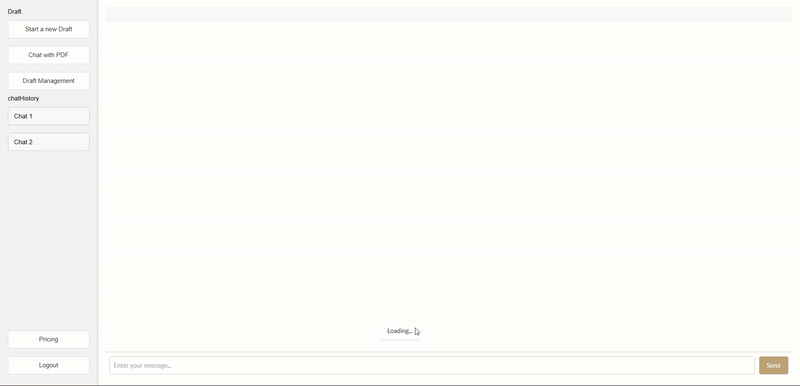 Draft
Start a new Draft
Chat with PDF
Draft Management
chatHistory
Chat 1
Chat 2
Loading...
Pricing
Enter your message...
Send
Logout